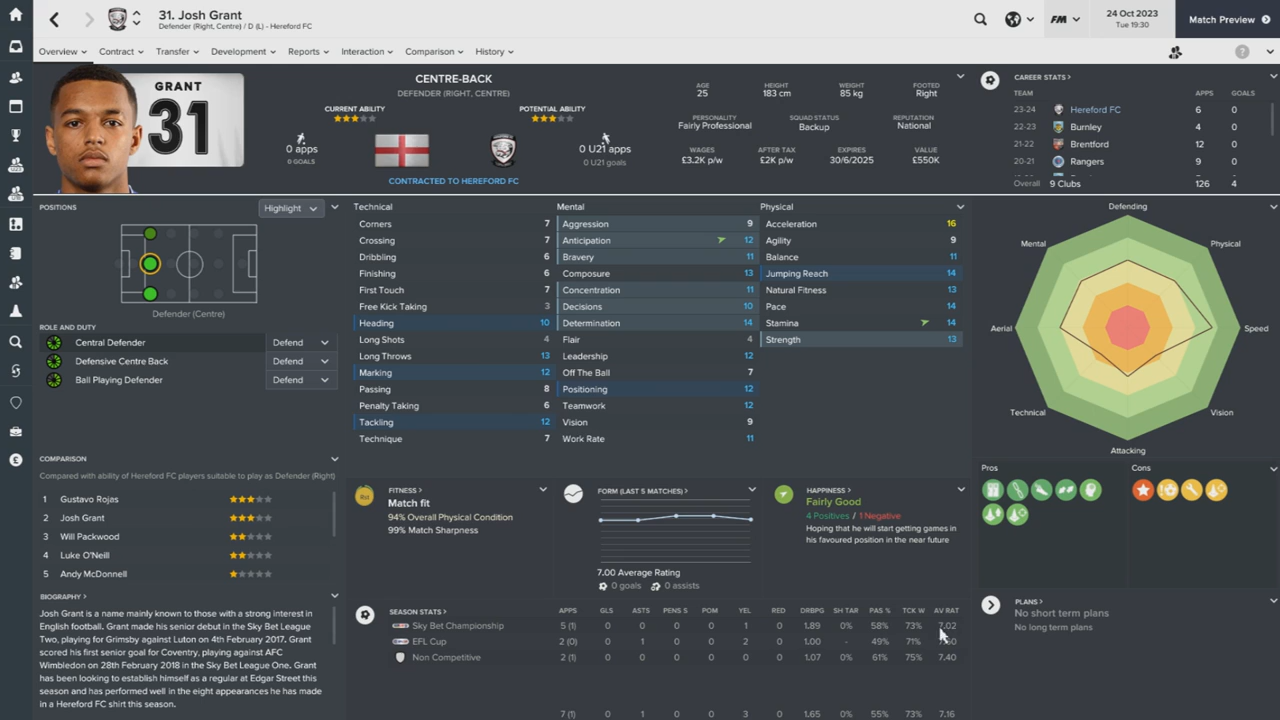 31. Josh Grant
Defender (Right, Centre) / D (L) - Hereford FC
FM
24 Oct 2023
Tue 19:30
Match Preview
Overview
Contract
Transfer
Development
Reports
Interaction
Comparison
History
GRANT
31
CENTRE-BACK
DEFENDER (RIGHT, CENTRE)
CURRENT ABILITY
POTENTIAL ABILITY
0 apps
0 GOALS
0 U21 apps
0 U21 goals
CONTRACTED TO HEREFORD FC
AGE HEIGHT WEIGHT FOOTED
25 183 cm 85 kg Right
PERSONALITY SQUAD STATUS REPUTATION
Fairly Professional Backup National
WAGES AFTER TAX EXPIRES VALUE
£3.2K p/w £2K p/w 30/6/2025 £550K
CAREER STATS >
TEAM APPS GOALS
23-24 Hereford FC 6 0
22-23 Burnley 4 0
21-22 Brentford 12 0
20-21 Rangers 9 0
Overall 9 Clubs 126 4
POSITIONS
Highlight
Defender (Centre)
ROLE AND DUTY
Central Defender Defend
Defensive Centre Back Defend
Ball Playing Defender Defend
COMPARISON
Compared with ability of Hereford FC players suitable to play as Defender (Right)
1 Gustavo Rojas
2 Josh Grant
3 Will Packwood
4 Luke O'Neill
5 Andy McDonnell
BIOGRAPHY >
Josh Grant is a name mainly known to those with a strong interest in
English football. Grant made his senior debut in the Sky Bet League
Two, playing for Grimsby against Luton on 4th February 2017. Grant
scored his first senior goal for Coventry, playing against AFC
Wimbledon on 28th February 2018 in the Sky Bet League One. Grant
has been looking to establish himself as a regular at Edgar Street this
season and has performed well in the eight appearances he has made
in a Hereford FC shirt this season.
Technical
Corners 7
Crossing 7
Dribbling 6
Finishing 6
First Touch 7
Free Kick Taking 3
Heading 10
Long Shots 4
Long Throws 13
Marking 12
Passing 8
Penalty Taking 6
Tackling 12
Technique 7
Mental
Aggression 9
Anticipation 12
Bravery 11
Composure 13
Concentration 11
Decisions 10
Determination 14
Flair 4
Leadership 12
Off The Ball 7
Positioning 12
Teamwork 12
Vision 9
Work Rate 11
Physical
Acceleration 16
Agility 9
Balance 11
Jumping Reach 14
Natural Fitness 13
Pace 14
Stamina 14
Strength 13
Defending
Physical
Speed
Vision
Attacking
Technical
Aerial
Mental
FITNESS >
Match fit
94% Overall Physical Condition
99% Match Sharpness
FORM (LAST 5 MATCHES) >
7.00 Average Rating
0 goals 0 assists
HAPPINESS >
Fairly Good
4 Positives / 1 Negative
Hoping that he will start getting games in
his favoured position in the near future
Pros
Cons
SEASON STATS > APPS GLS ASTS PENS S POM YEL RED DRBPG SH TAR PAS % TCK W AV RAT
Sky Bet Championship 5 (1) 0 0 0 0 1 0 1.89 0% 58% 73% 7.02
EFL Cup 2 (0) 0 1 0 0 2 0 1.00 - 49% 71%
Non Competitive 2 (1) 0 0 0 0 0 0 1.07 0% 61% 75% 7.40
7 (1) 0 1 0 0 3 0 1.65 0% 55% 73% 7.16
PLANS >
No short term plans
No long term plans